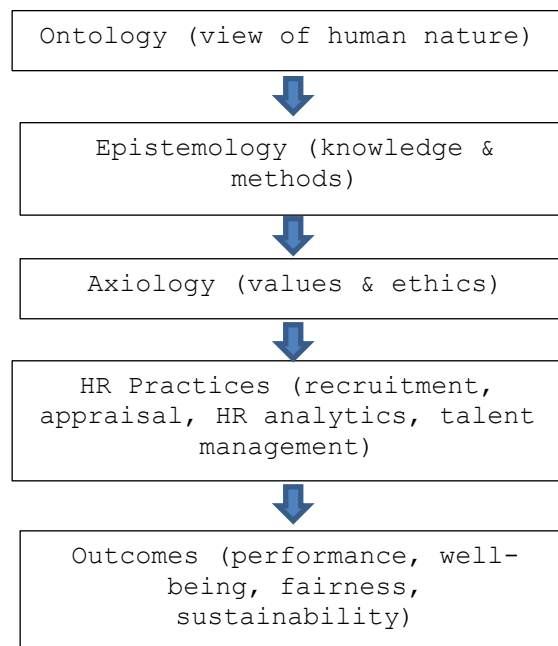 Ontology (view of human nature)
Epistemology (knowledge &
methods)
Axiology (values & ethics)
HR Practices (recruitment,
appraisal, HR analytics, talent
management)
Outcomes (performance, well-
being, fairness,
sustainability)